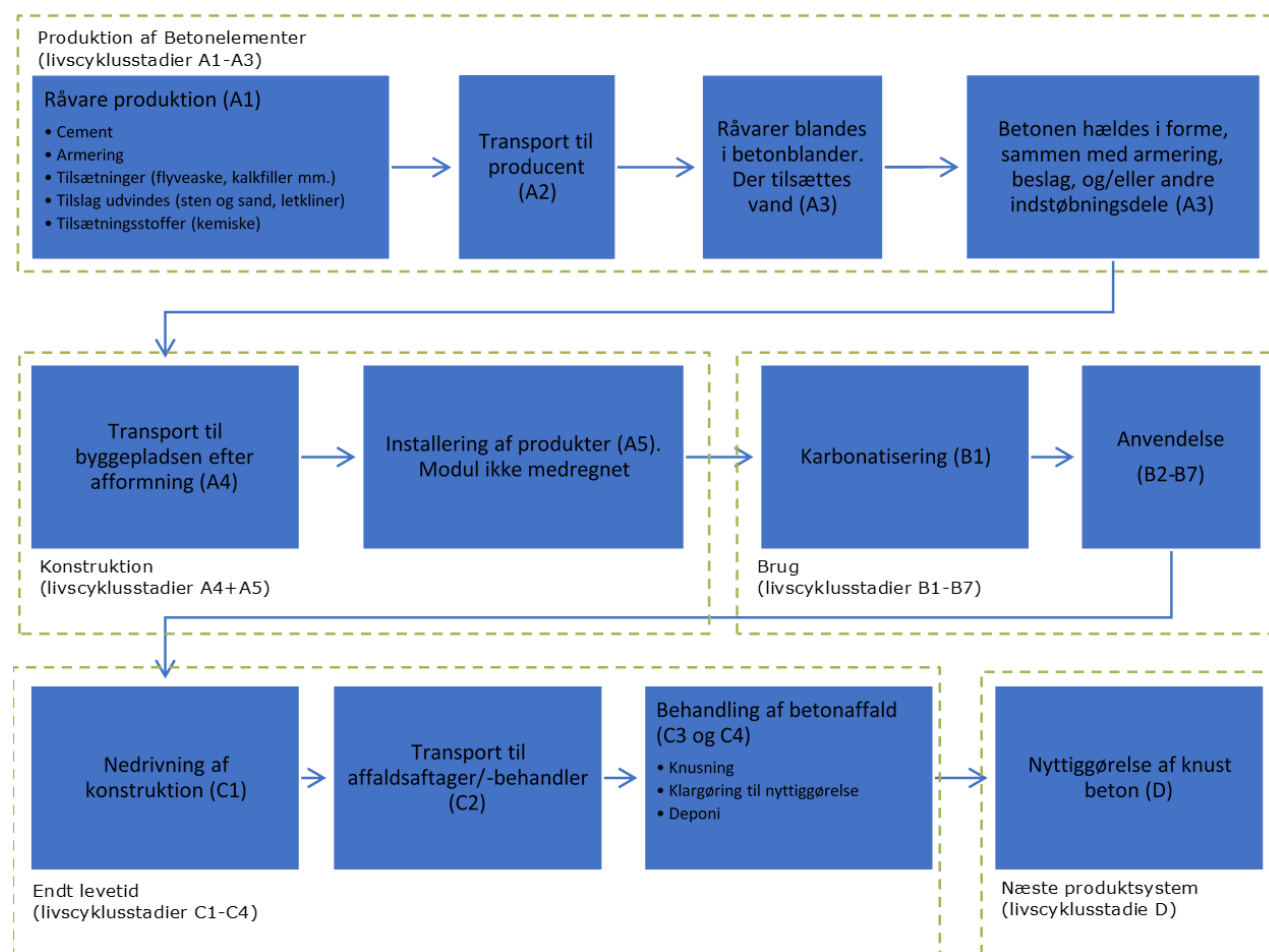 Produktion af Betonelementer
(livscyklusstadier A1-A3)
Råvare produktion (A1)
• Cement
• Armering
• Tilsætninger (flyveaske, kalkfiller mm.)
• Tilslag udvindes (sten og sand, letkliner)
• Tilsætningsstoffer (kemiske)
Transport til
producent
(A2)
Råvarer blandes
i betonblander.
Der tilsættes
vand (A3)
Betonen hældes i forme,
sammen med armering,
beslag, og/eller andre
indstøbningsdele (A3)
Transport til
byggepladsen efter
afformning (A4)
Installering af produkter (A5).
Modul ikke medregnet
Konstruktion
(livscyklusstadier A4+A5)
Karbonatisering (B1)
Anvendelse
(B2-B7)
Brug
(livscyklusstadier B1-B7)
Nedrivning af
konstruktion (C1)
Transport til
affaldsaftager/-behandler
(C2)
Behandling af betonaffald
(C3 og C4)
• Knusning
• Klargøring til nyttiggørelse
• Deponi
Endt levetid
(livscyklusstadier C1-C4)
Nyttiggørelse af knust
beton (D)
Næste produktsystem
(livscyklusstadie D)